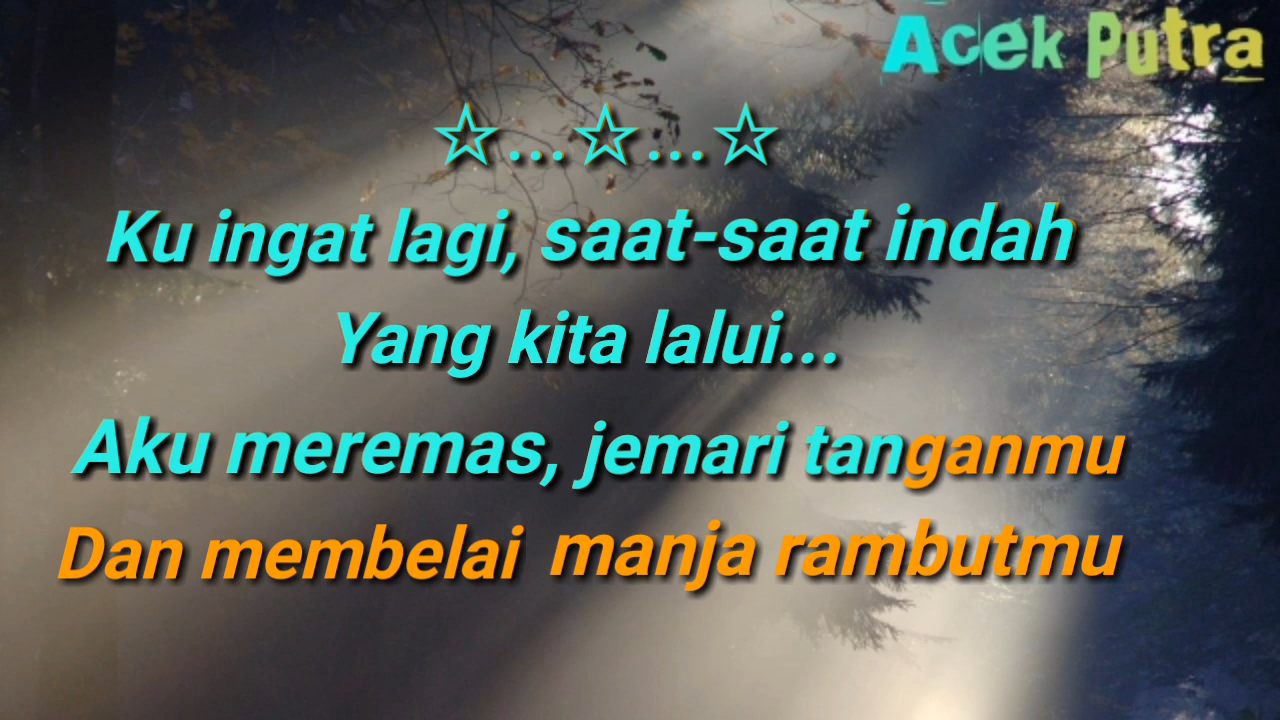 Acek Putra
☆...☆...☆
Ku ingat lagi, saat-saat indah
Yang kita lalui...
Aku meremas, jemari tanganmu
Dan membelai manja rambutmu